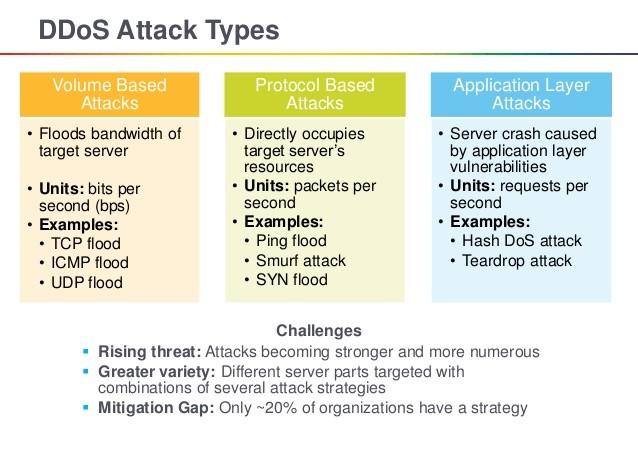 DDoS Attack Types
Volume Based
Attacks
• Floods bandwidth of
target server
• Units: bits per
second (bps)
• Examples:
• TCP flood
• ICMP flood
• UDP flood
Protocol Based
Attacks
• Directly occupies
target server's
resources
• Units: packets per
second
• Examples:
• Ping flood
• Smurf attack
• SYN flood
Application Layer
Attacks
• Server crash caused
by application layer
vulnerabilities
• Units: requests per
second
• Examples:
• Hash DoS attack
• Teardrop attack
Challenges
▪ Rising threat: Attacks becoming stronger and more numerous
▪ Greater variety: Different server parts targeted with
combinations of several attack strategies
▪ Mitigation Gap: Only ~20% of organizations have a strategy